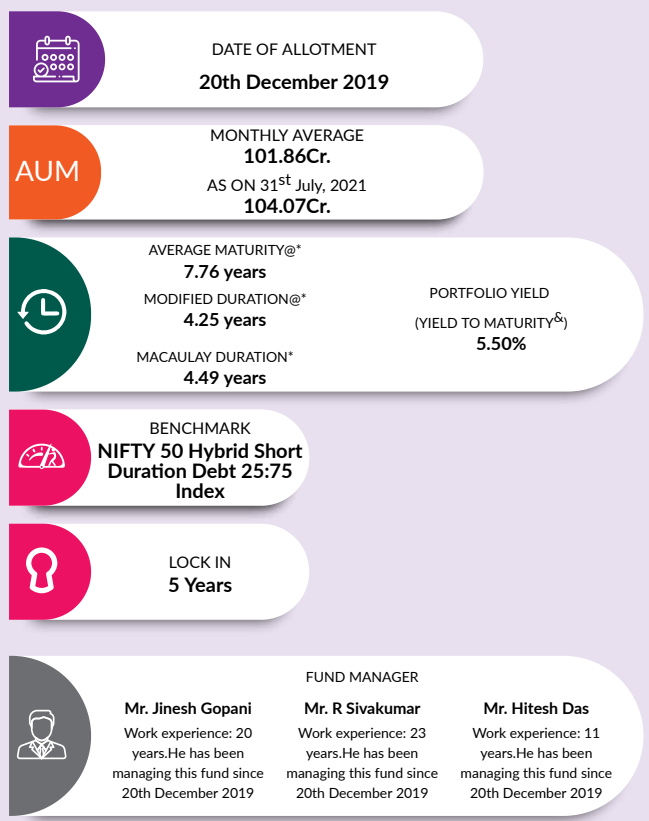 DATE OF ALLOTMENT
20th December 2019
AUM
MONTHLY AVERAGE
101.86Cr.
AS ON 31st July, 2021
104.07Cr.
AVERAGE MATURITY@*
7.76 years
MODIFIED DURATION@*
4.25 years
MACAULAY DURATION*
4.49 years
PORTFOLIO YIELD
(YIELD TO MATURITY&)
5.50%
BENCHMARK
NIFTY 50 Hybrid Short
Duration Debt 25:75
Index
LOCK IN
5 Years
FUND MANAGER
Mr. Jinesh Gopani
Work experience: 20
years.He has been
managing this fund since
20th December 2019
Mr. R Sivakumar
Work experience: 23
years.He has been
managing this fund since
20th December 2019
Mr. Hitesh Das
Work experience: 11
years.He has been
managing this fund since
20th December 2019